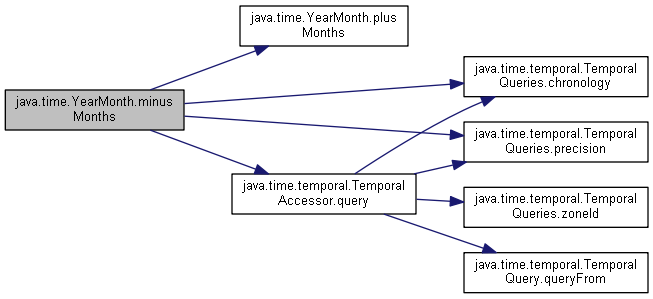 java.time.YearMonth.plus
Months
java.time.YearMonth.minus
Months
java.time.temporal.Temporal
Queries.chronology
java.time.temporal.Temporal
Queries.precision
java.time.temporal.Temporal
Accessor.query
java.time.temporal.Temporal
Queries.zoneId
java.time.temporal.Temporal
Query.queryFrom